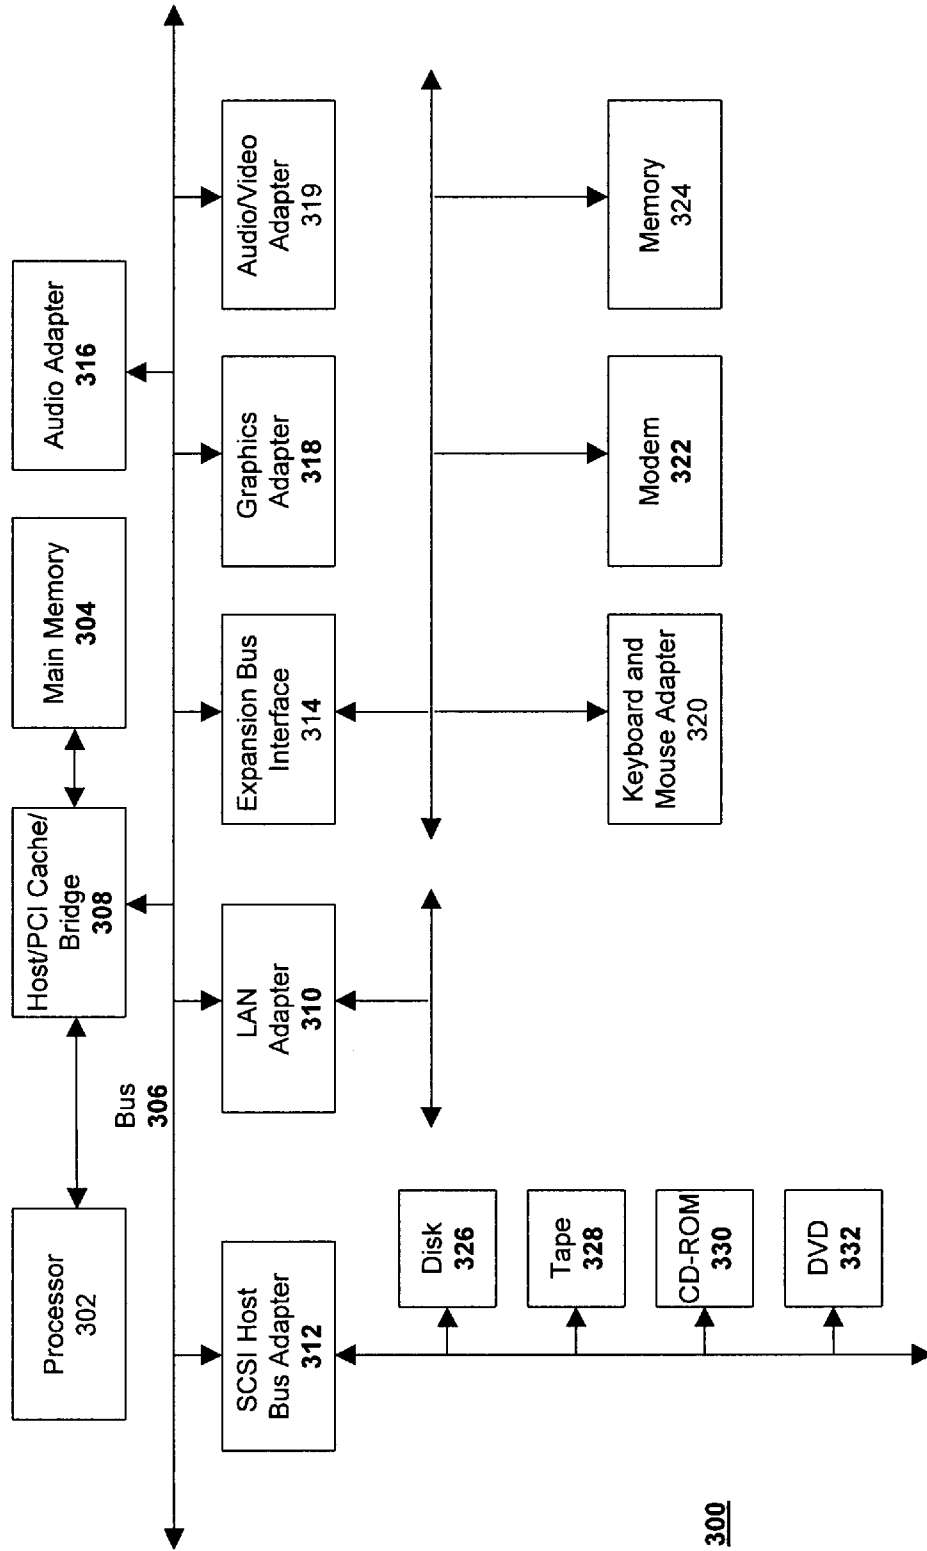 Processor
302
Host/PCI Cache/
Bridge
308
Main Memory
304
Audio Adapter
316
Bus
306
SCSI Host
Bus Adapter
312
LAN
Adapter
310
Expansion Bus
Interface
314
Graphics
Adapter
318
Audio/Video
Adapter
319
Disk
326
Tape
328
CD-ROM
330
DVD
332
Keyboard and
Mouse Adapter
320
Modem
322
Memory
324
300